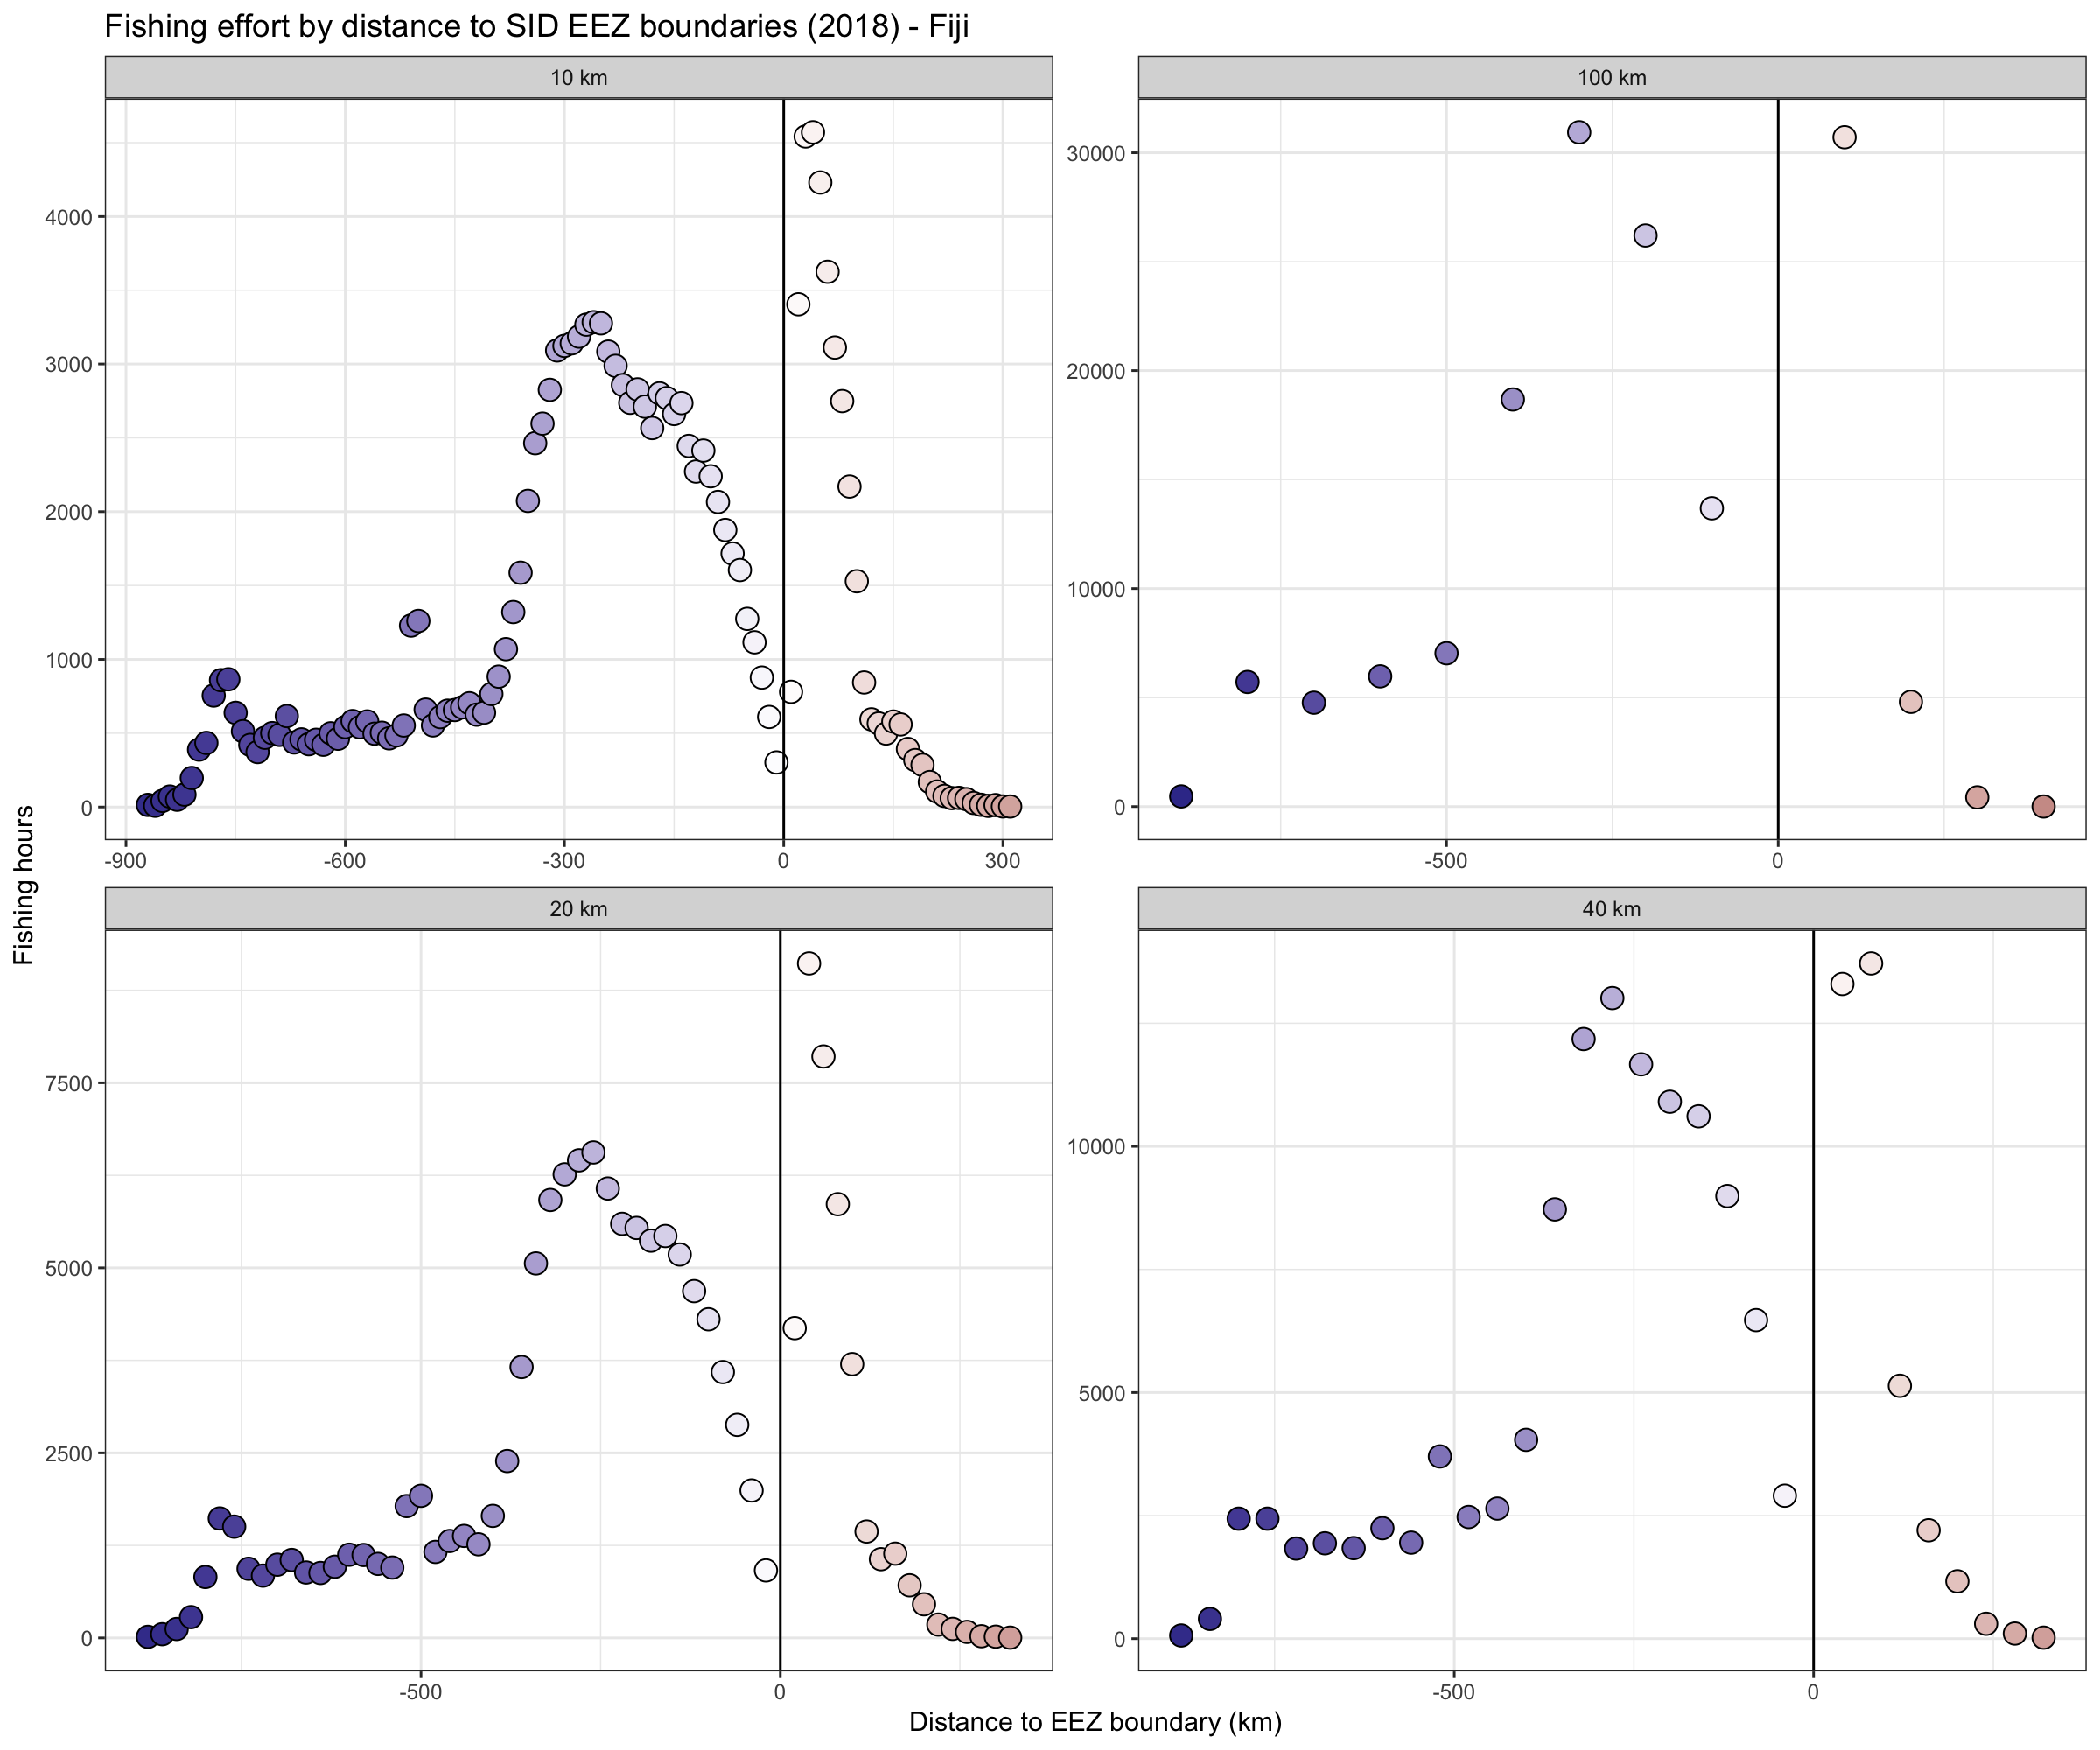 Fishing effort by distance to SID EEZ boundaries (2018) - Fiji
10 km
100 km
4000
3000
2000
1000
0
-900 -600 -300 0 300
30000
20000
10000
0
-500 0
20 km
40 km
7500
5000
2500
0
-500 0
10000
5000
0
-500 0
Fishing hours
Distance to EEZ boundary (km)